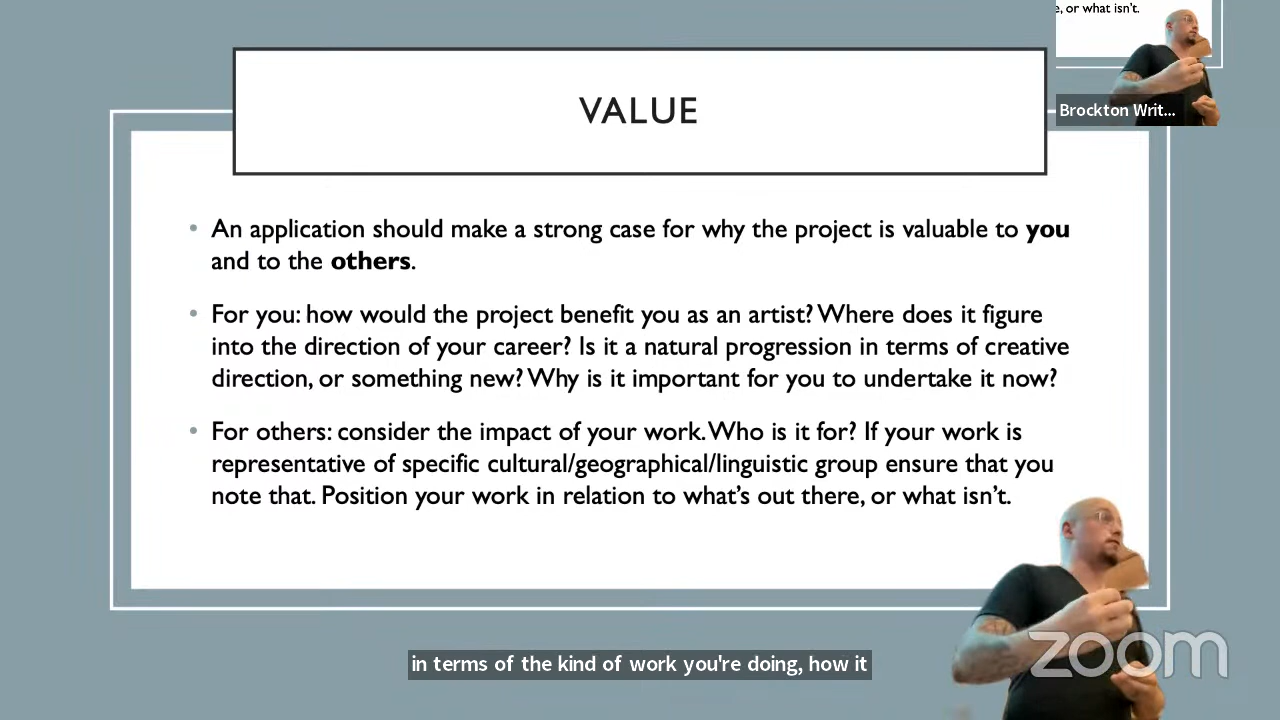 e, or what isn't.
Brockton Writ...
VALUE
• An application should make a strong case for why the project is valuable to you
and to the others.
• For you: how would the project benefit you as an artist? Where does it figure
into the direction of your career? Is it a natural progression in terms of creative
direction, or something new? Why is it important for you to undertake it now?
• For others: consider the impact of your work. Who is it for? If your work is
representative of specific cultural/geographical/linguistic group ensure that you
note that. Position your work in relation to what's out there, or what isn't.
zoom
in terms of the kind of work you're doing, how it